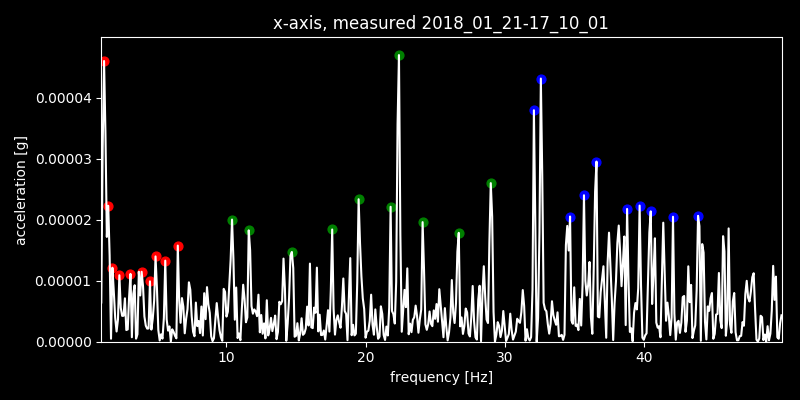 x-axis, measured 2018_01_21-17_10_01
acceleration [g]
0.00004
0.00003
0.00002
0.00001
0.00000
10 20 30 40
frequency [Hz]